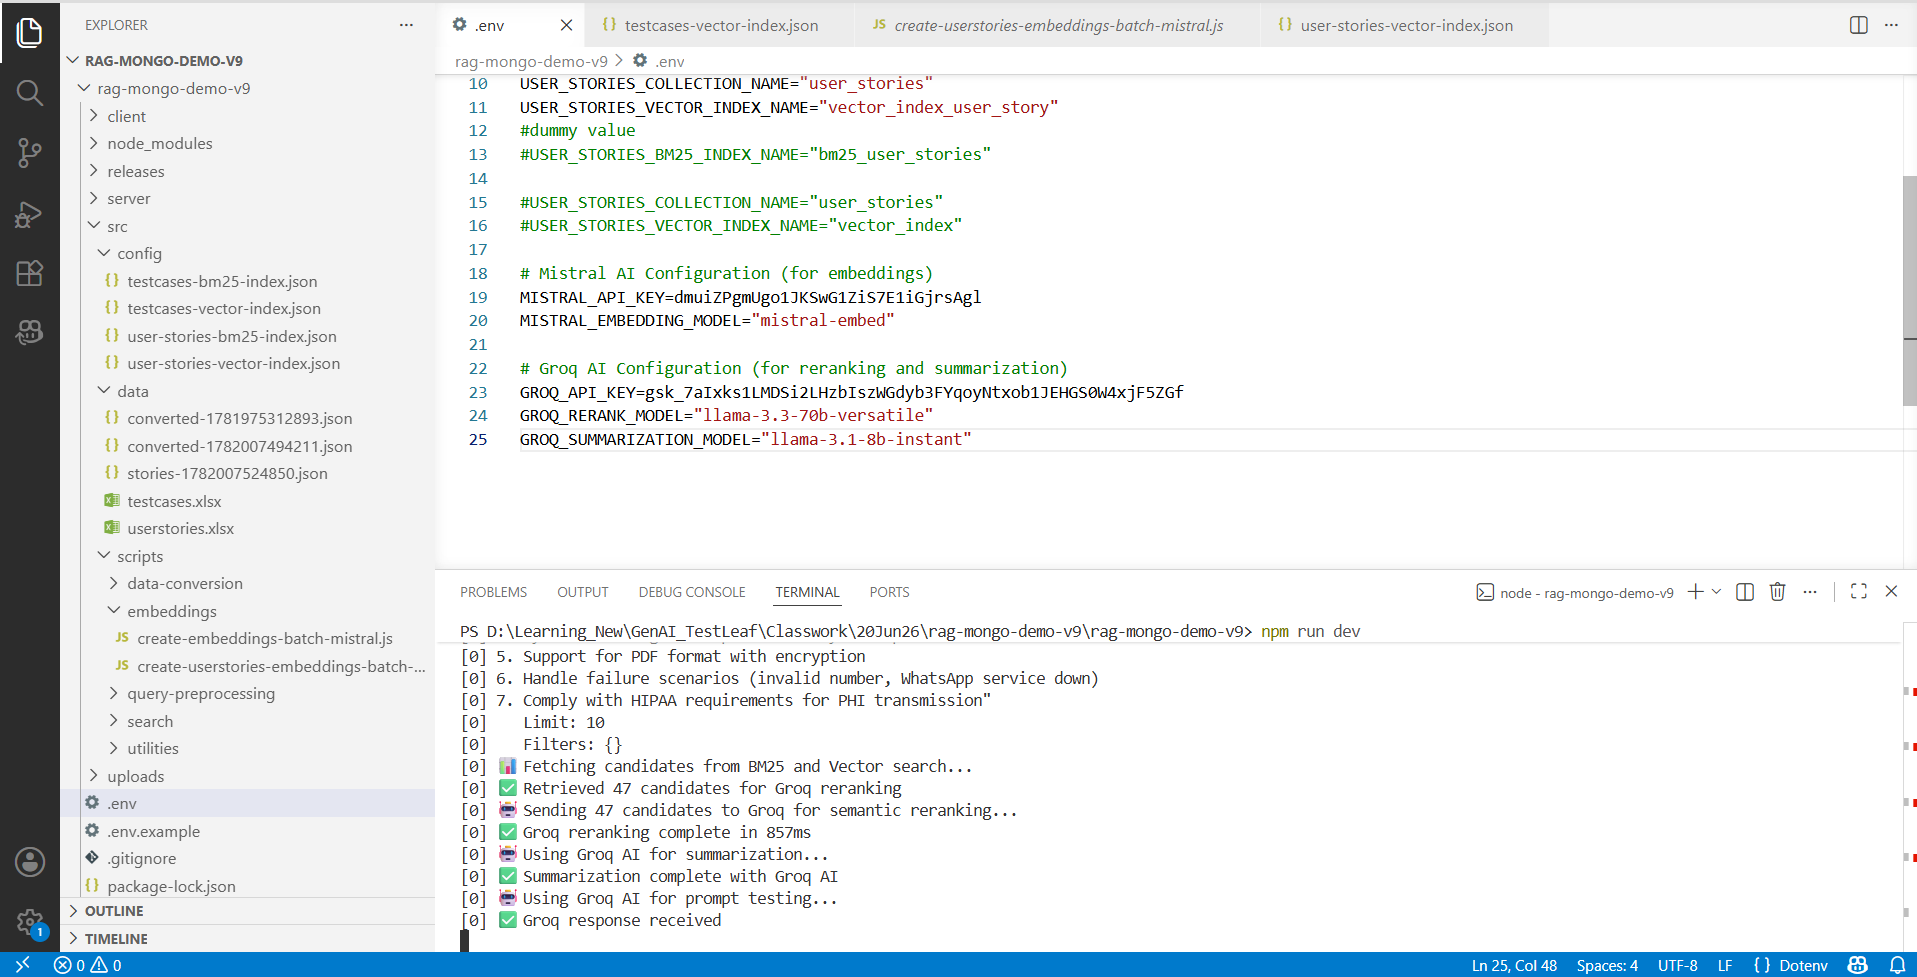 EXPLORER
RAG-MONGO-DEMO-V9
rag-mongo-demo-v9
client
node_modules
releases
server
src
config
testcases-bm25-index.json
testcases-vector-index.json
user-stories-bm25-index.json
user-stories-vector-index.json
data
converted-1781975312893.json
converted-1782007494211.json
stories-1782007524850.json
testcases.xlsx
userstories.xlsx
scripts
data-conversion
embeddings
JS create-embeddings-batch-mistral.js
JS create-userstories-embeddings-batch-...
query-preprocessing
search
utilities
uploads
.env
.env.example
.gitignore
package-lock.json
OUTLINE
TIMELINE
.env
testcases-vector-index.json
JS create-userstories-embeddings-batch-mistral.js
user-stories-vector-index.json
rag-mongo-demo-v9 > .env
10 USER_STORIES_COLLECTION_NAME="user_stories"
11 USER_STORIES_VECTOR_INDEX_NAME="vector_index_user_story"
12 #dummy value
13 #USER_STORIES_BM25_INDEX_NAME="bm25_user_stories"
14
15 #USER_STORIES_COLLECTION_NAME="user_stories"
16 #USER_STORIES_VECTOR_INDEX_NAME="vector_index"
17
18 # Mistral AI Configuration (for embeddings)
19 MISTRAL_API_KEY=dmuiZPgmUgo1JKSwG1ZiS7E1iGjrsAgl
20 MISTRAL_EMBEDDING_MODEL="mistral-embed"
21
22 # Groq AI Configuration (for reranking and summarization)
23 GROQ_API_KEY=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
24 GROQ_RERANK_MODEL="llama-3.3-70b-versatile"
25 GROQ_SUMMARIZATION_MODEL="llama-3.1-8b-instant"
PROBLEMS OUTPUT DEBUG CONSOLE TERMINAL PORTS
node - rag-mongo-demo-v9
PS D:\Learning_New\GenAI_TestLeaf\Classwork\20Jun26\rag-mongo-demo-v9\rag-mongo-demo-v9> npm run dev
[0] 5. Support for PDF format with encryption
[0] 6. Handle failure scenarios (invalid number, WhatsApp service down)
[0] 7. Comply with HIPAA requirements for PHI transmission"
[0] Limit: 10
[0] Filters: {}
[0] 📊 Fetching candidates from BM25 and Vector search...
[0] ✅ Retrieved 47 candidates for Groq reranking
[0] 🤖 Sending 47 candidates to Groq for semantic reranking...
[0] ✅ Groq reranking complete in 857ms
[0] 🤖 Using Groq AI for summarization...
[0] ✅ Summarization complete with Groq AI
[0] 🤖 Using Groq AI for prompt testing...
[0] ✅ Groq response received
1
0 0
Ln 25, Col 48 Spaces: 4 UTF-8 LF {} Dotenv